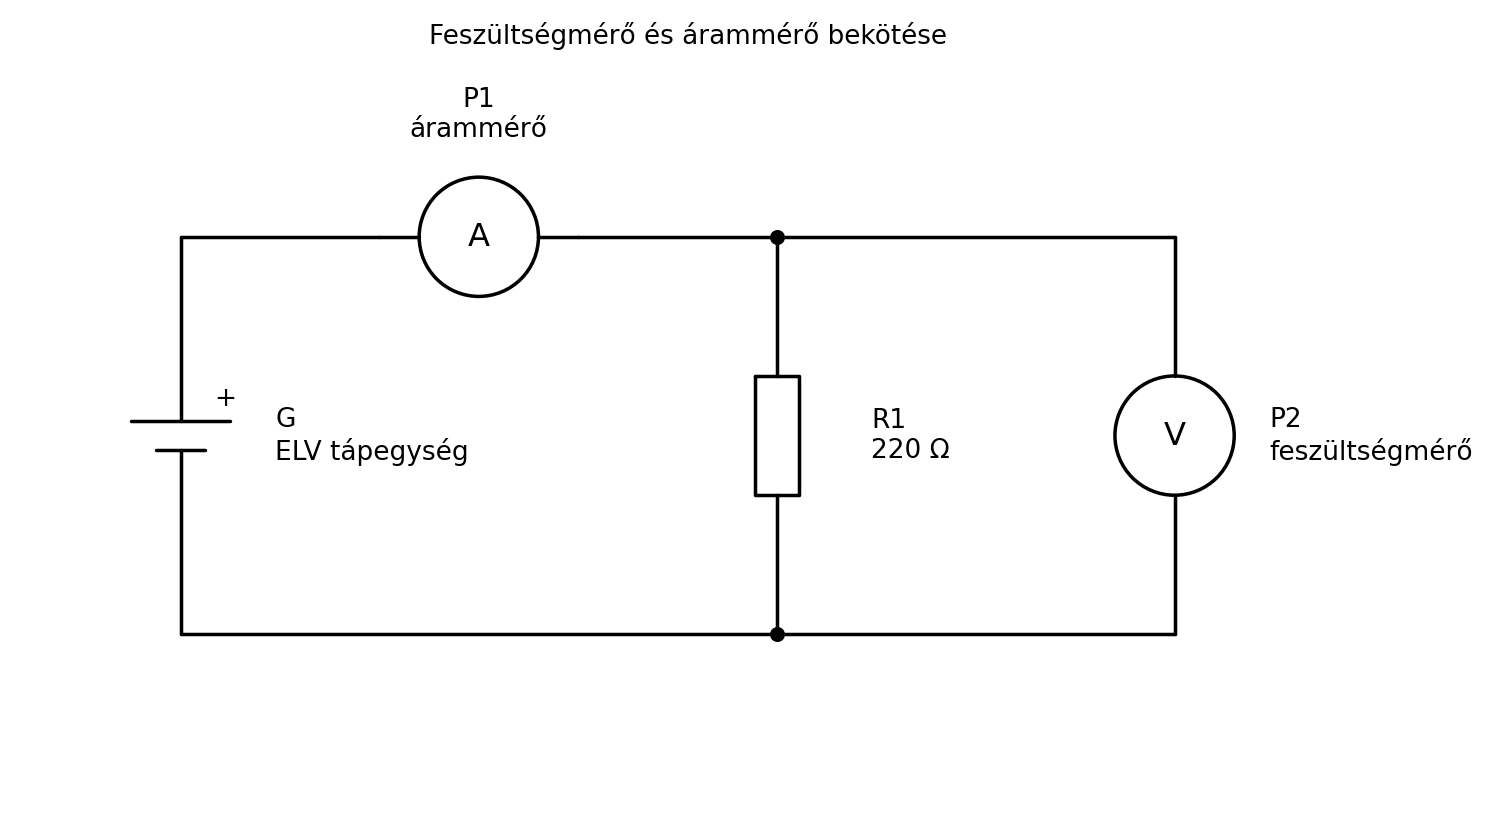 Feszültségmérő és árammérő bekötése
P1
árammérő
A
+
G
ELV tápegység
R1
220 Ω
V
P2
feszültségmérő